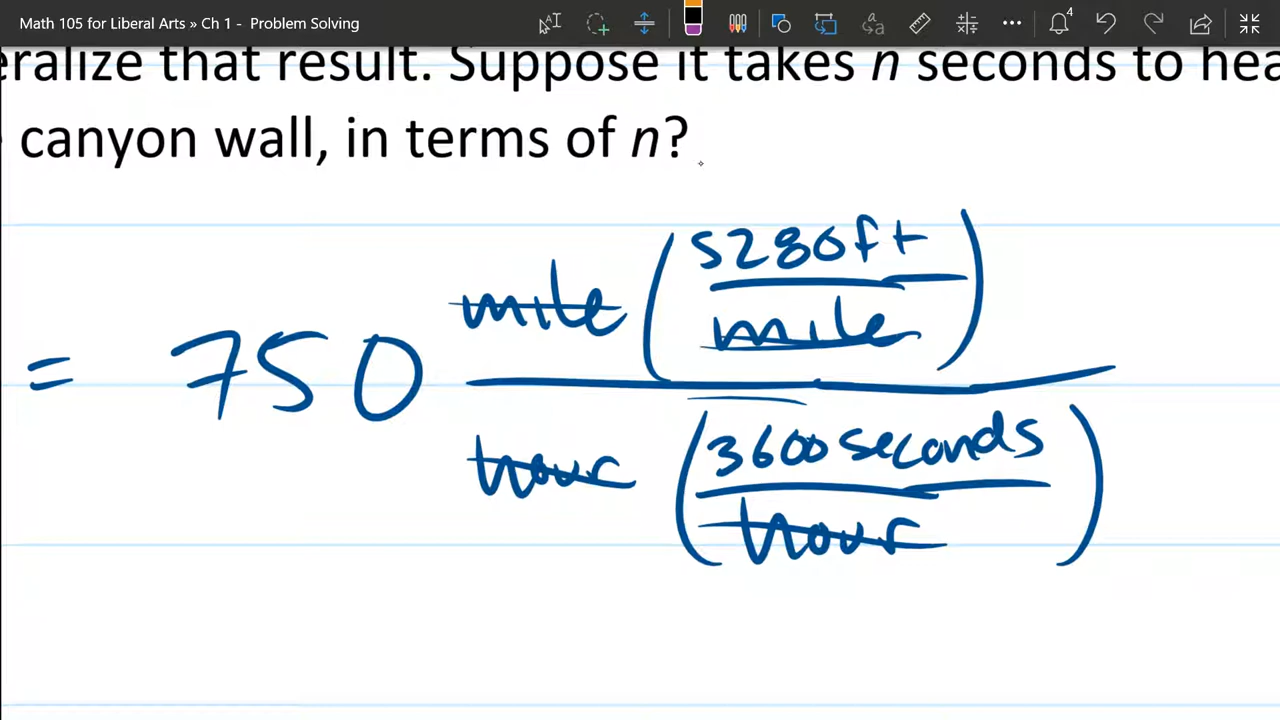 Math 105 for Liberal Arts » Ch 1 - Problem Solving
4
eralize that result. Suppose it takes n seconds to hea
canyon wall, in terms of n?
= 750 mile (5280ft / mile)
hour (3600 seconds / hour)